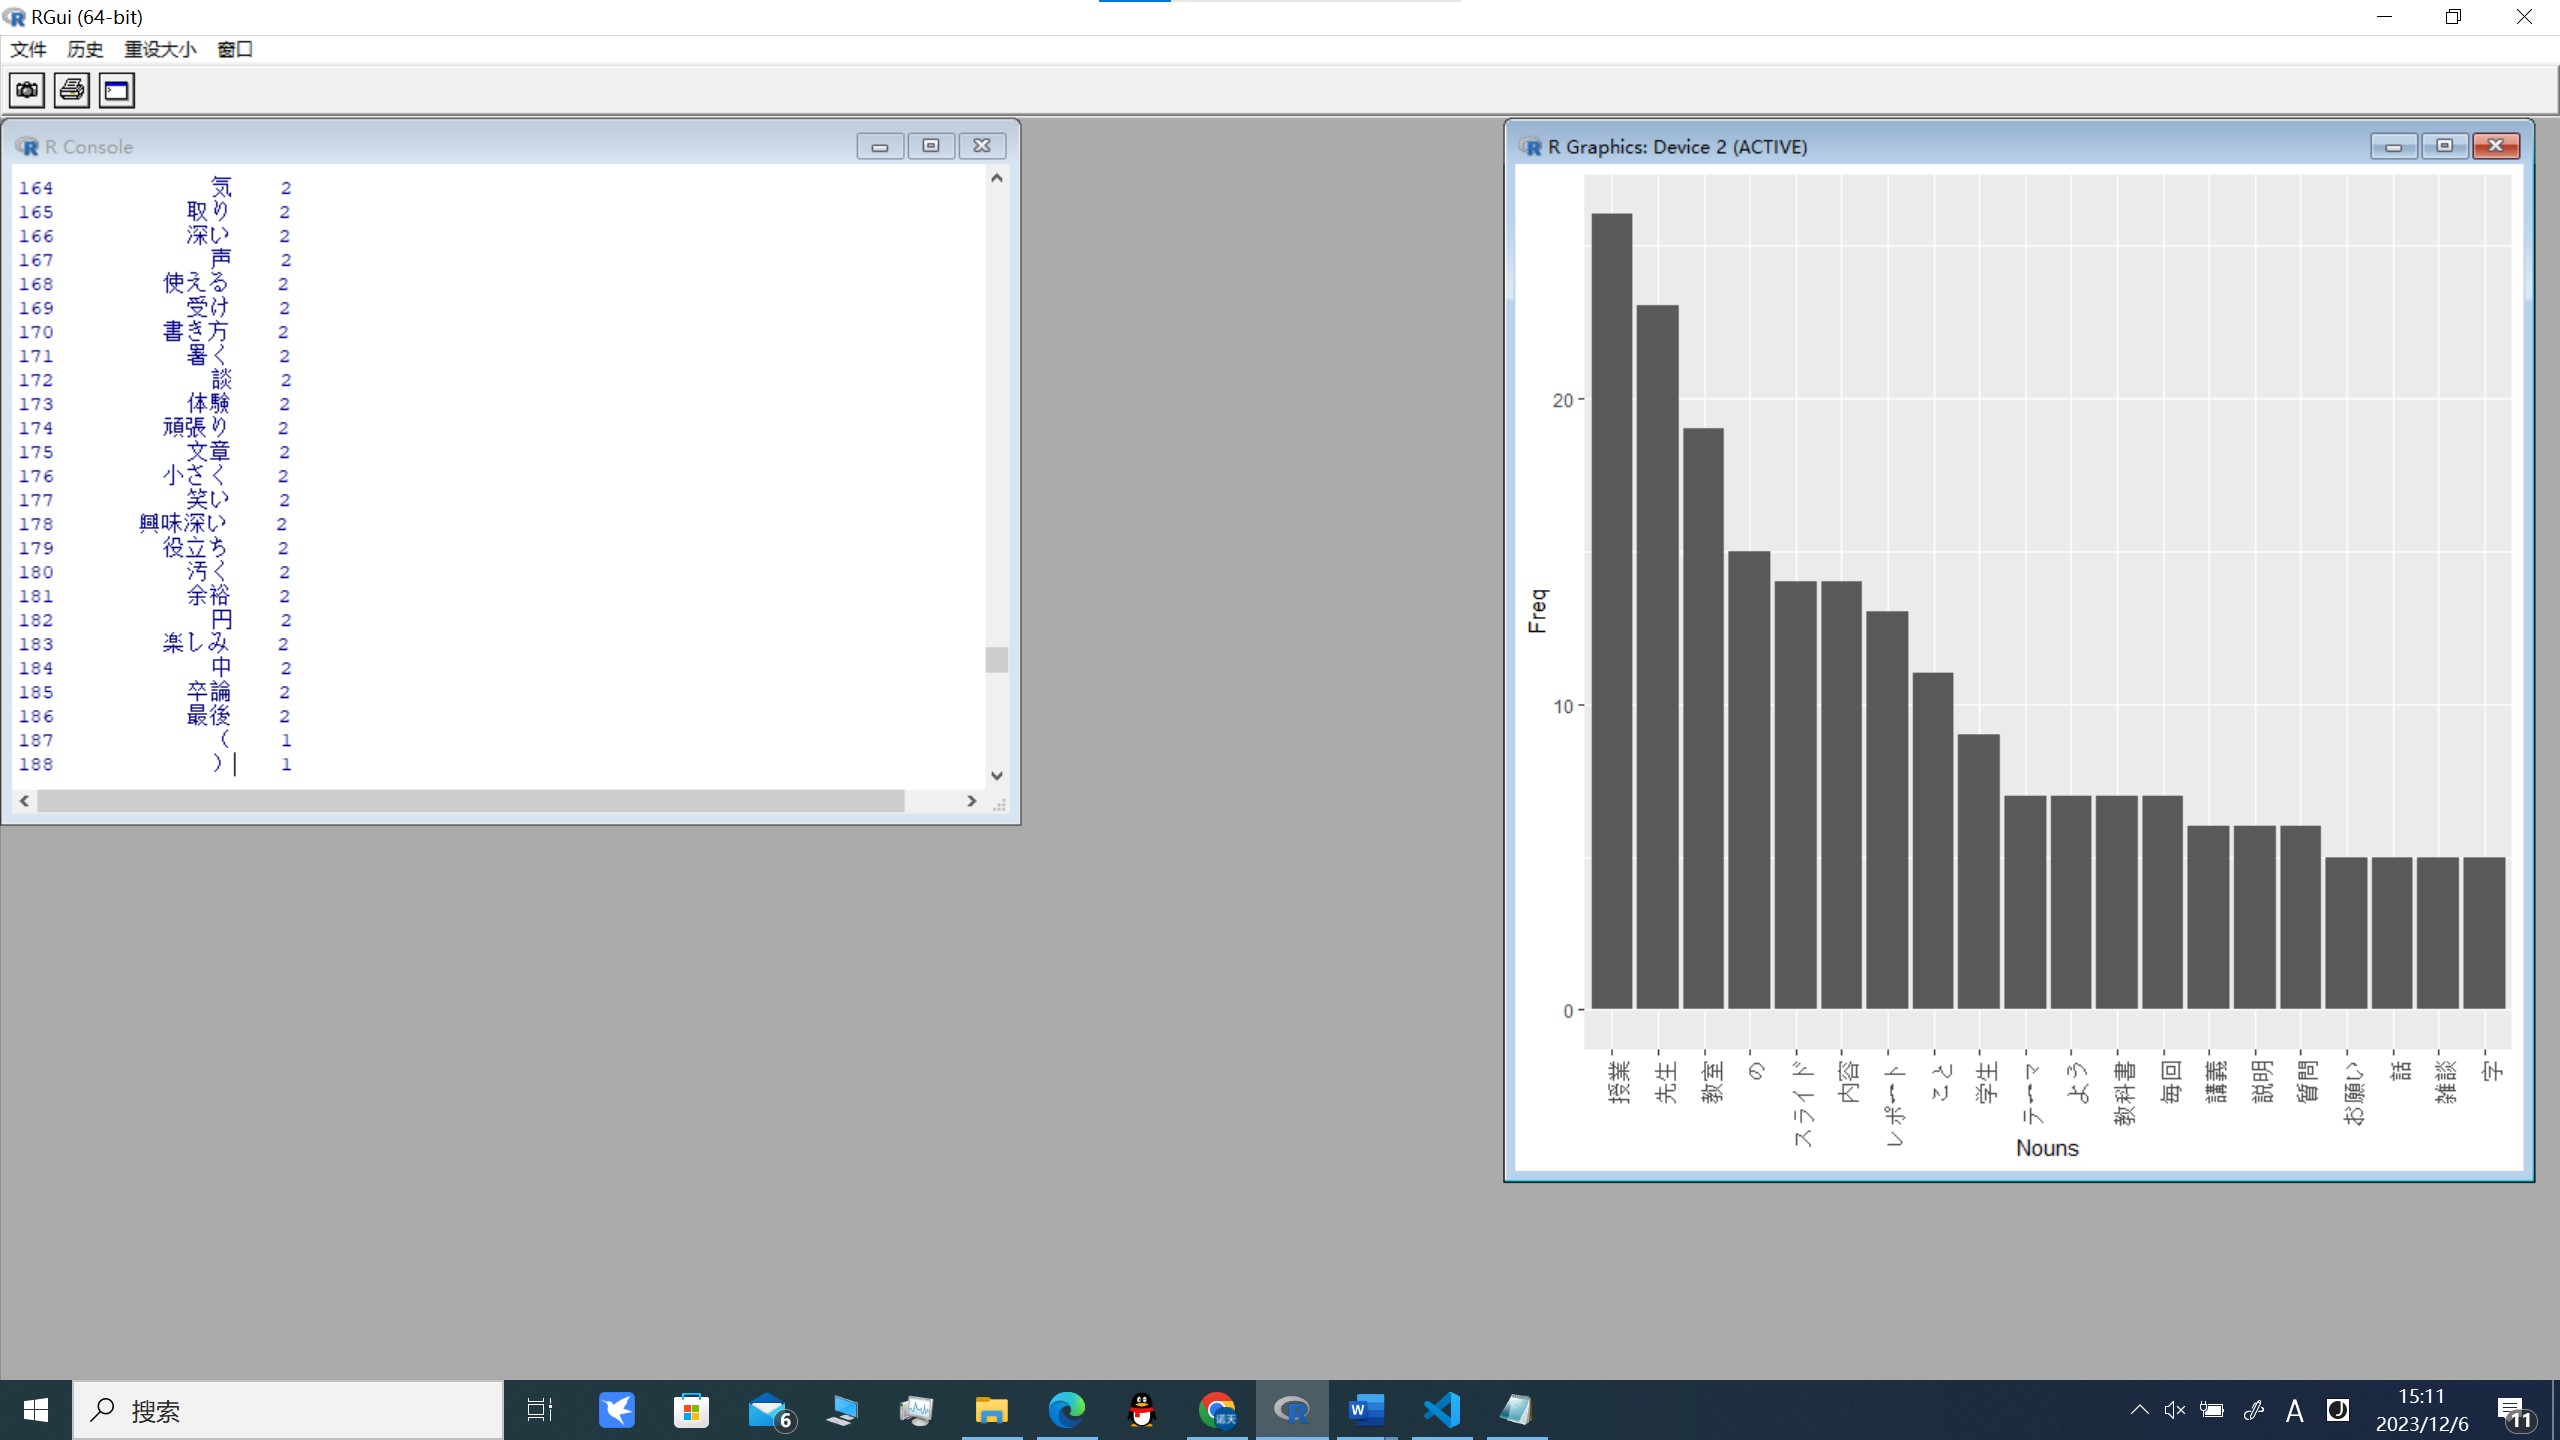 RGui (64-bit)
文件 历史 重设大小 窗口
R Console
164 気 2
165 取り 2
166 深い 2
167 声 2
168 使える 2
169 受け 2
170 書き方 2
171 暑く 2
172 談 2
173 体験 2
174 頑張り 2
175 文章 2
176 小さく 2
177 笑い 2
178 興味深い 2
179 役立ち 2
180 汚く 2
181 余裕 2
182 円 2
183 楽しみ 2
184 中 2
185 卒論 2
186 最後 2
187 ( 1
188 ) 1
R Graphics: Device 2 (ACTIVE)
Freq
20
10
0
授業
先生
教室
の
スライド
内容
レポート
こと
学生
テーマ
よう
教科書
毎回
講義
説明
質問
お願い
話
雑談
字
Nouns
搜索
6
诺天
W
A
15:11
2023/12/6
11